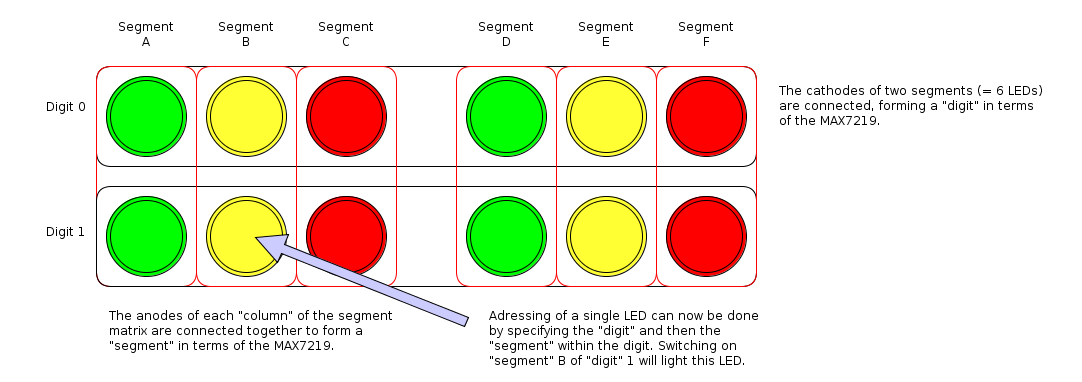 Segment
A
Segment
B
Segment
C
Segment
D
Segment
E
Segment
F
Digit 0
The cathodes of two segments (= 6 LEDs)
are connected, forming a "digit" in terms
of the MAX7219.
Digit 1
The anodes of each "column" of the segment
matrix are connected together to form a
"segment" in terms of the MAX7219.
Adressing of a single LED can now be done
by specifying the "digit" and then the
"segment" within the digit. Switching on
"segment" B of "digit" 1 will light this LED.